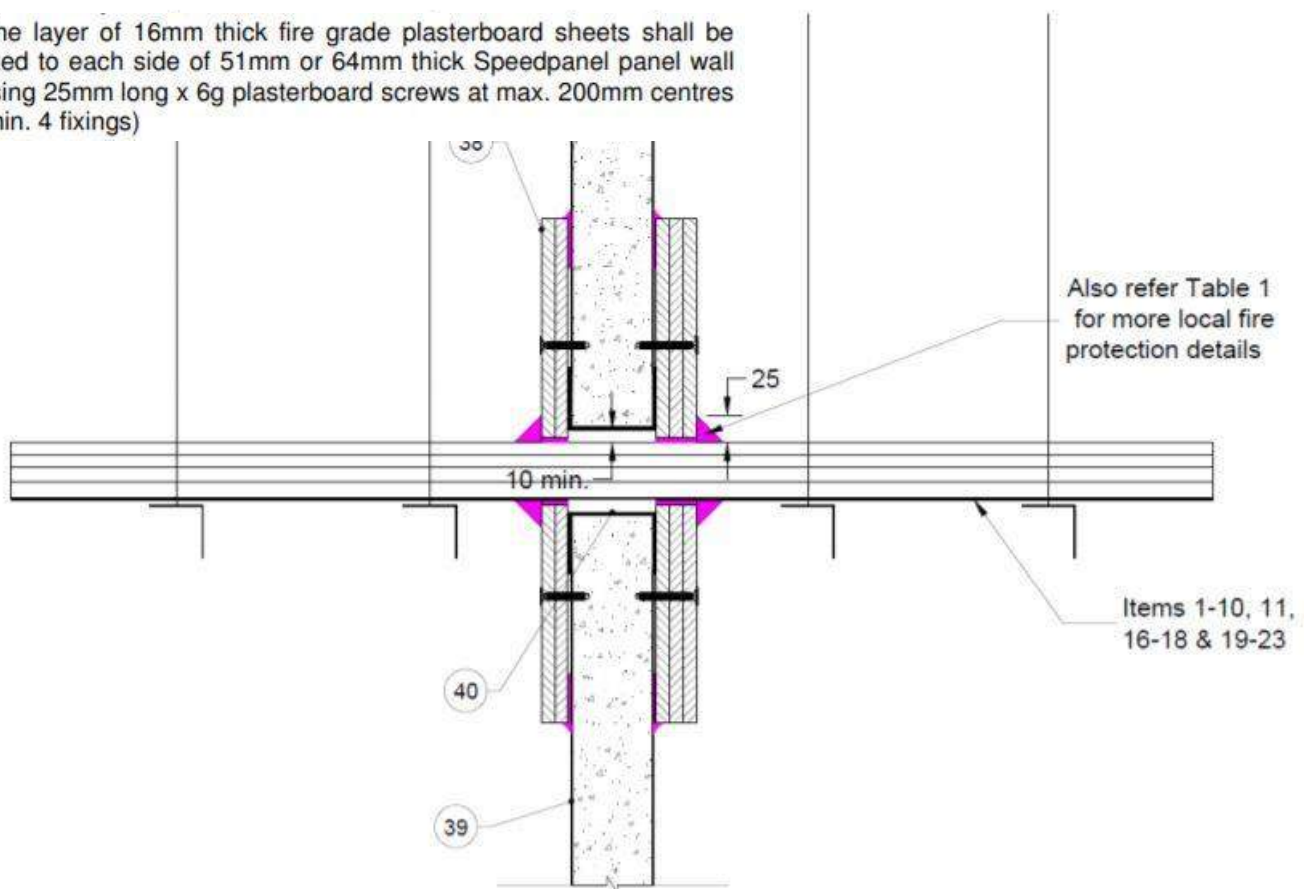 ne layer of 16mm thick fire grade plasterboard sheets shall be
ed to each side of 51mm or 64mm thick Speedpanel panel wall
sing 25mm long x 6g plasterboard screws at max. 200mm centres
in. 4 fixings)
38
Also refer Table 1
for more local fire
protection details
25
10 min.
Items 1-10, 11,
16-18 & 19-23
40
39